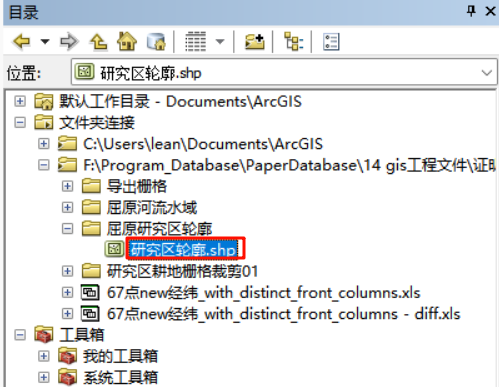 目录
位置: 研究区轮廓.shp
默认工作目录 - Documents\ArcGIS
文件夹连接
C:\Users\lean\Documents\ArcGIS
F:\Program_Database\PaperDatabase\14 gis工程文件\证明
导出栅格
屈原河流水域
屈原研究区轮廓
研究区轮廓.shp
研究区耕地栅格裁剪01
67点new经纬_with_distinct_front_columns.xls
67点new经纬_with_distinct_front_columns - diff.xls
工具箱
我的工具箱
系统工具箱